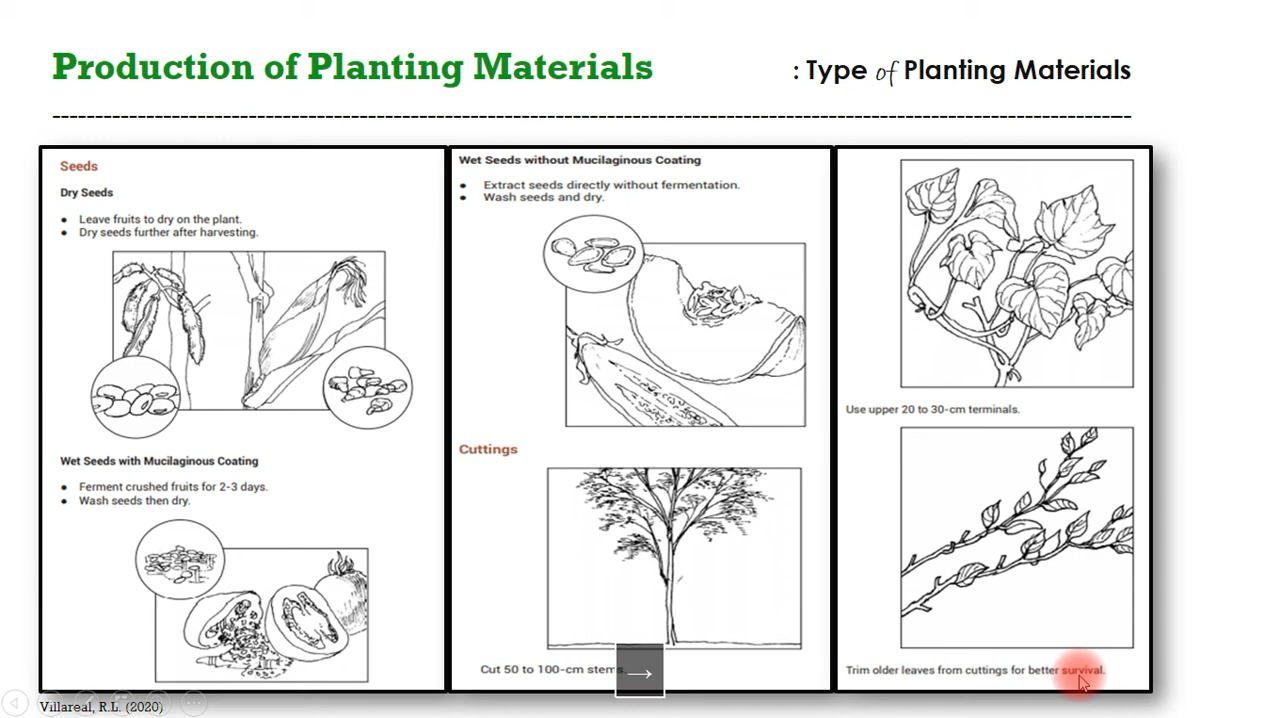 Production of Planting Materials
: Type of Planting Materials
Seeds
Dry Seeds
• Leave fruits to dry on the plant.
• Dry seeds further after harvesting.
Wet Seeds with Mucilaginous Coating
• Ferment crushed fruits for 2-3 days.
• Wash seeds then dry.
Wet Seeds without Mucilaginous Coating
• Extract seeds directly without fermentation.
• Wash seeds and dry.
Cuttings
Cut 50 to 100-cm stems
Use upper 20 to 30-cm terminals.
Trim older leaves from cuttings for better survival.
Villareal, R.L. (2020)